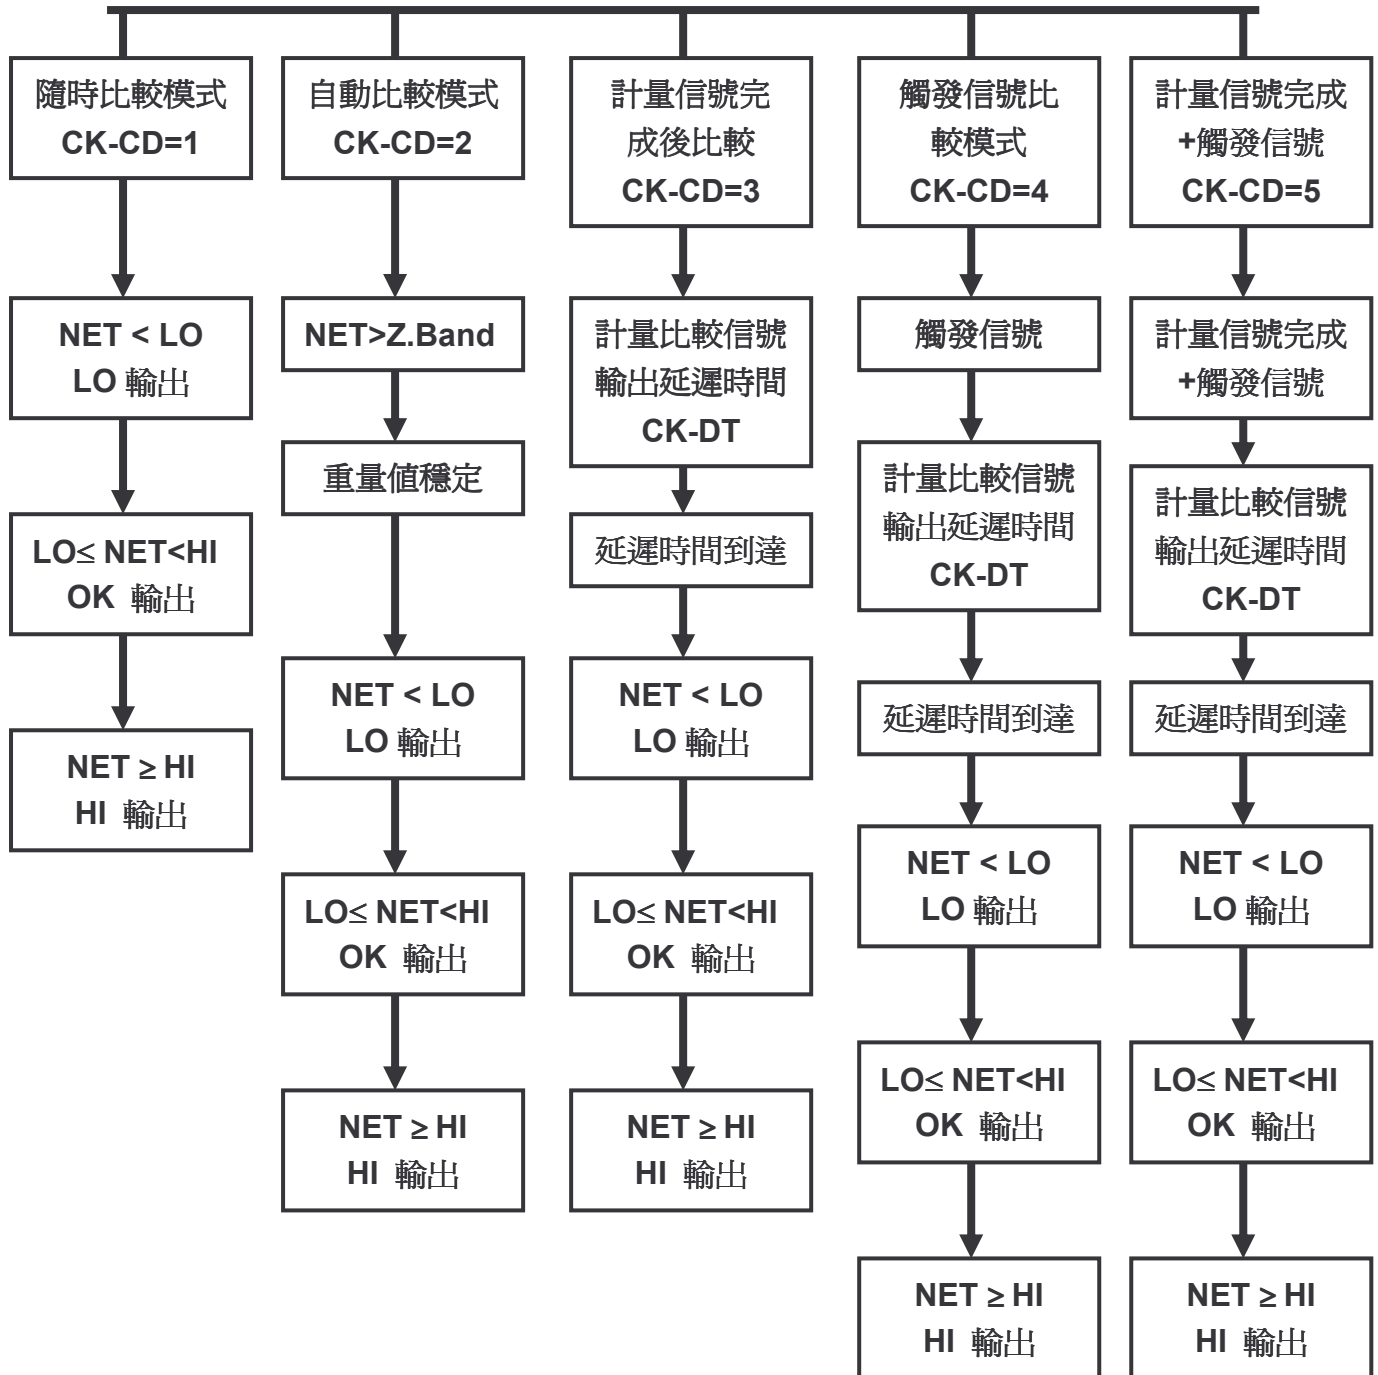 隨時比較模式
CK-CD=1
NET < LO
LO 輸出
LO≤ NET<HI
OK 輸出
NET ≥ HI
HI 輸出
自動比較模式
CK-CD=2
NET>Z.Band
重量值穩定
NET < LO
LO 輸出
LO≤ NET<HI
OK 輸出
NET ≥ HI
HI 輸出
計量信號完
成後比較
CK-CD=3
計量比較信號
輸出延遲時間
CK-DT
延遲時間到達
NET < LO
LO 輸出
LO≤ NET<HI
OK 輸出
NET ≥ HI
HI 輸出
觸發信號比
較模式
CK-CD=4
觸發信號
計量比較信號
輸出延遲時間
CK-DT
延遲時間到達
NET < LO
LO 輸出
LO≤ NET<HI
OK 輸出
NET ≥ HI
HI 輸出
計量信號完成
+觸發信號
CK-CD=5
計量信號完成
+觸發信號
計量比較信號
輸出延遲時間
CK-DT
延遲時間到達
NET < LO
LO 輸出
LO≤ NET<HI
OK 輸出
NET ≥ HI
HI 輸出